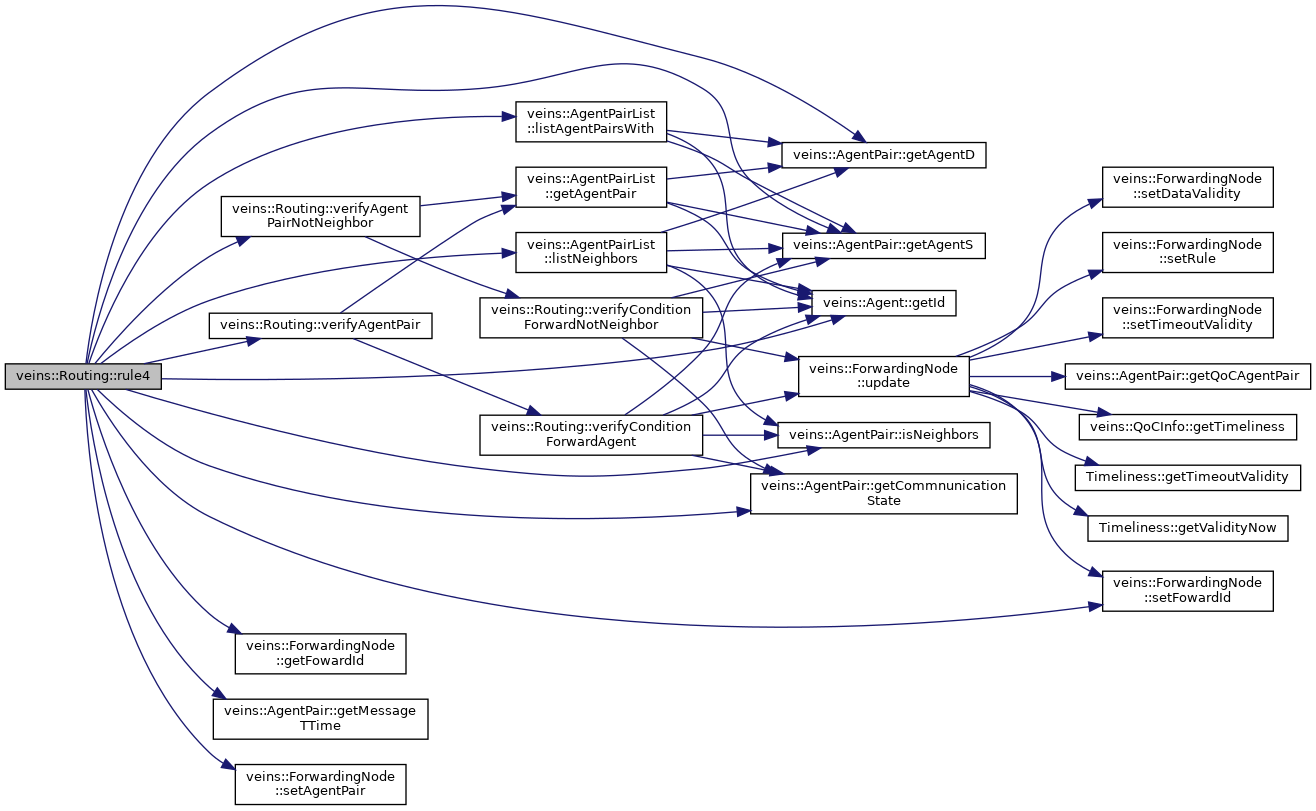 veins::Routing::rule4
veins::Routing::verifyAgent
PairNotNeighbor
veins::Routing::verifyAgentPair
veins::ForwardingNode
::getFowardId
veins::AgentPair::getMessage
TTime
veins::ForwardingNode
::setAgentPair
veins::AgentPairList
::listAgentPairsWith
veins::AgentPairList
::getAgentPair
veins::AgentPairList
::listNeighbors
veins::Routing::verifyCondition
ForwardNotNeighbor
veins::Routing::verifyCondition
ForwardAgent
veins::AgentPair::getAgentD
veins::AgentPair::getAgentS
veins::Agent::getId
veins::ForwardingNode
::update
veins::AgentPair::isNeighbors
veins::AgentPair::getCommnunication
State
veins::ForwardingNode
::setDataValidity
veins::ForwardingNode
::setRule
veins::ForwardingNode
::setTimeoutValidity
veins::AgentPair::getQoCAgentPair
veins::QoCInfo::getTimeliness
Timeliness::getTimeoutValidity
Timeliness::getValidityNow
veins::ForwardingNode
::setFowardId